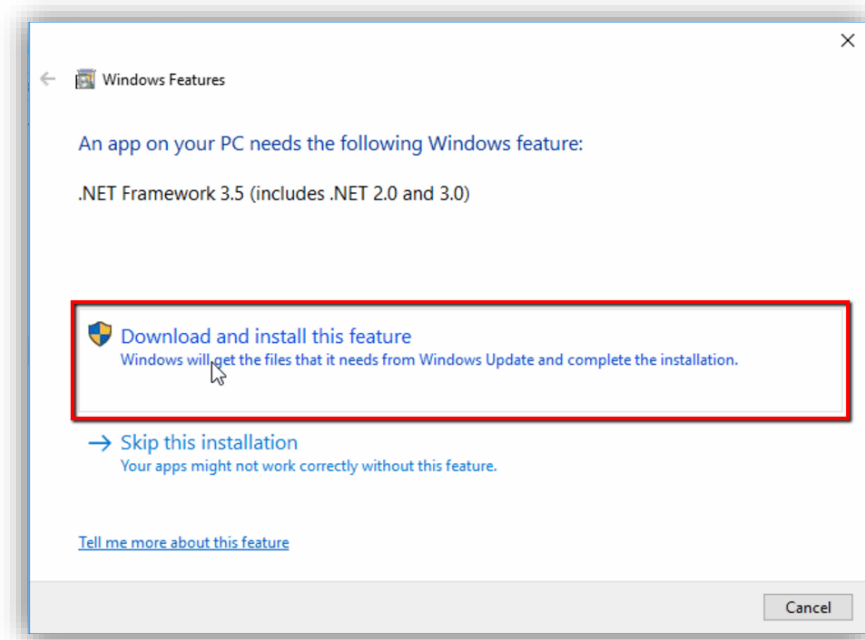 Windows Features
An app on your PC needs the following Windows feature:
.NET Framework 3.5 (includes .NET 2.0 and 3.0)
Download and install this feature
Windows will get the files that it needs from Windows Update and complete the installation.
Skip this installation
Your apps might not work correctly without this feature.
Tell me more about this feature
Cancel